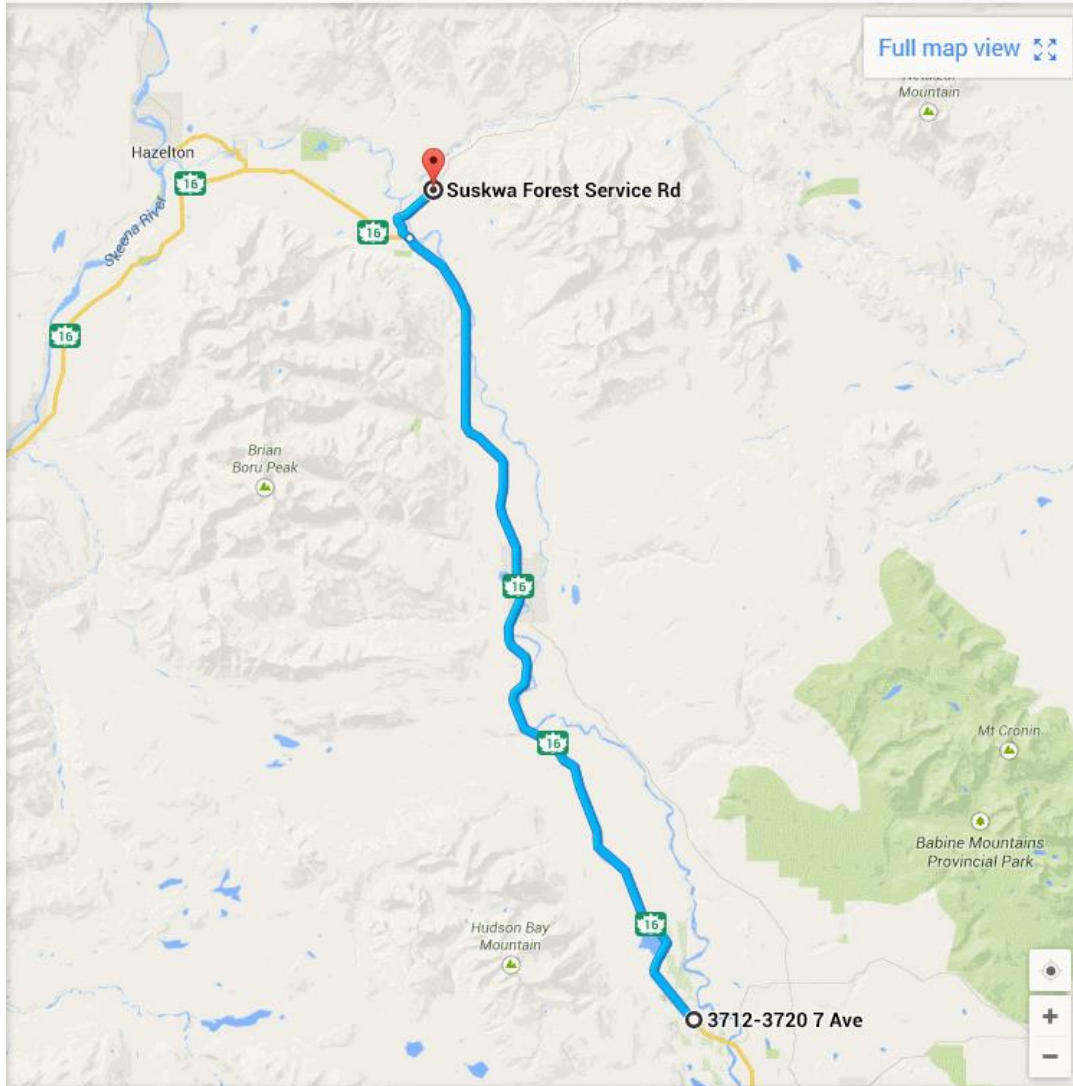 Full map view
Mountain
Hazelton
16
Suskwa Forest Service Rd
Skeena River
16
16
Brian
Boru Peak
16
Mt Cronin
16
Babine Mountains
Provincial Park
16
Hudson Bay
Mountain
3712-3720 7 Ave
+
−